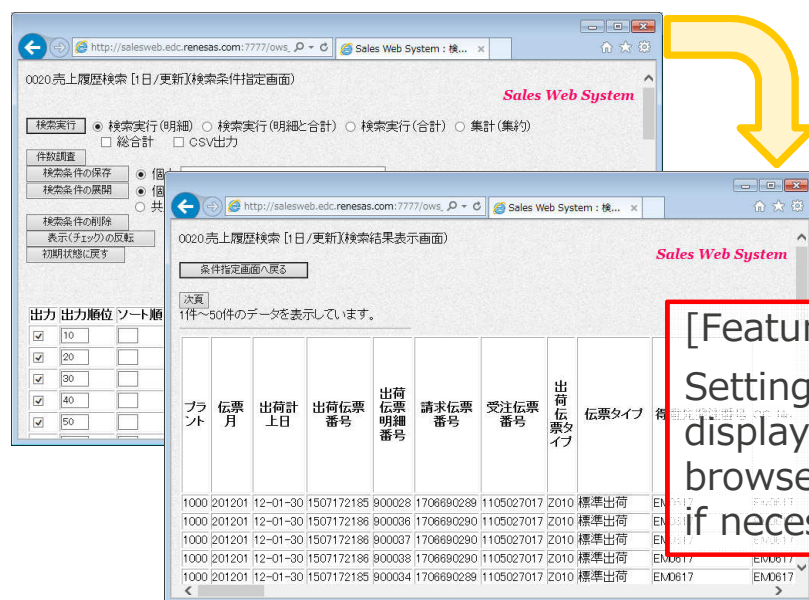 http://salesweb.edc.renesas.com:7777/ows_
Sales Web System : 検...
0020:売上履歴検索 [1日/更新](検索条件指定画面)
Sales Web System
検索実行 検索実行(明細) 検索実行(明細と合計) 検索実行(合計) 集計(集約)
総合計 CSV出力
件数調査
検索条件の保存 個人
検索条件の展開 個
共
検索条件の削除
表示(チェック)の反転
初期状態に戻す
出力 出力順位 ソート順
10
20
30
40
50
http://salesweb.edc.renesas.com:7777/ows_
Sales Web System : 検...
0020:売上履歴検索 [1日/更新](検索結果表示画面)
Sales Web System
条件指定画面へ戻る
次頁
1件～50件のデータを表示しています。
プラント 伝票月 出荷計上日 出荷伝票番号 出荷伝票明細番号 請求伝票番号 受注伝票番号 出荷伝票タイプ 伝票タイプ 得
1000 201201 12-01-30 1507172185 900028 1706690289 1105027017 Z010 標準出荷 EM0617
1000 201201 12-01-30 1507172186 900036 1706690290 1105027017 Z010 標準出荷
1000 201201 12-01-30 1507172186 900037 1706690290 1105027017 Z010 標準出荷
1000 201201 12-01-30 1507172186 900038 1706690290 1105027017 Z010 標準出荷 EM0617 EM0617
1000 201201 12-01-30 1507172185 900034 1706690289 1105027017 Z010 標準出荷 EM0617 EM0617
[Featur
Setting
display
browse
if neces